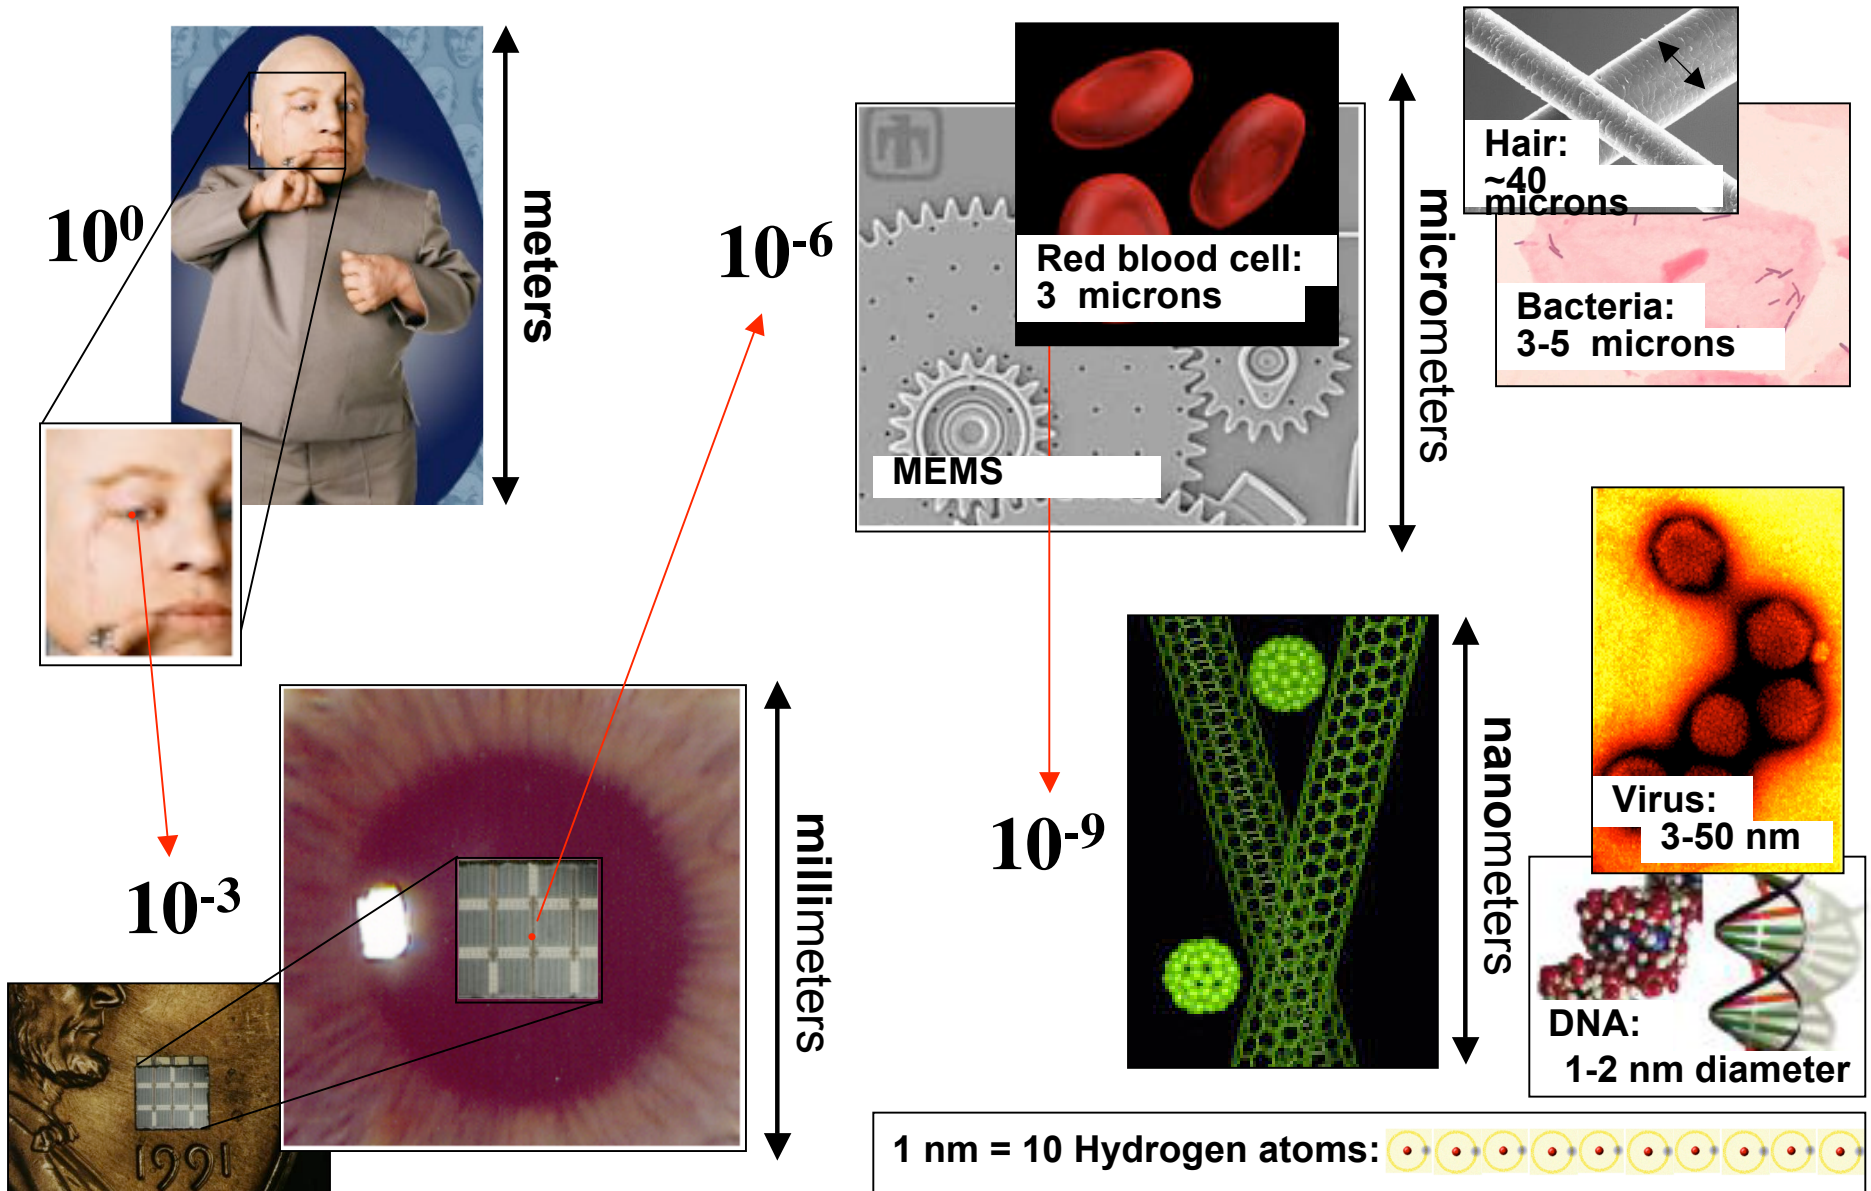 10⁰
meters
10⁻³
millimeters
1991
10⁻⁶
MEMS
Red blood cell:
3 microns
micrometers
Hair:
~40
microns
Bacteria:
3-5 microns
10⁻⁹
nanometers
Virus:
3-50 nm
DNA:
1-2 nm diameter
1 nm = 10 Hydrogen atoms: